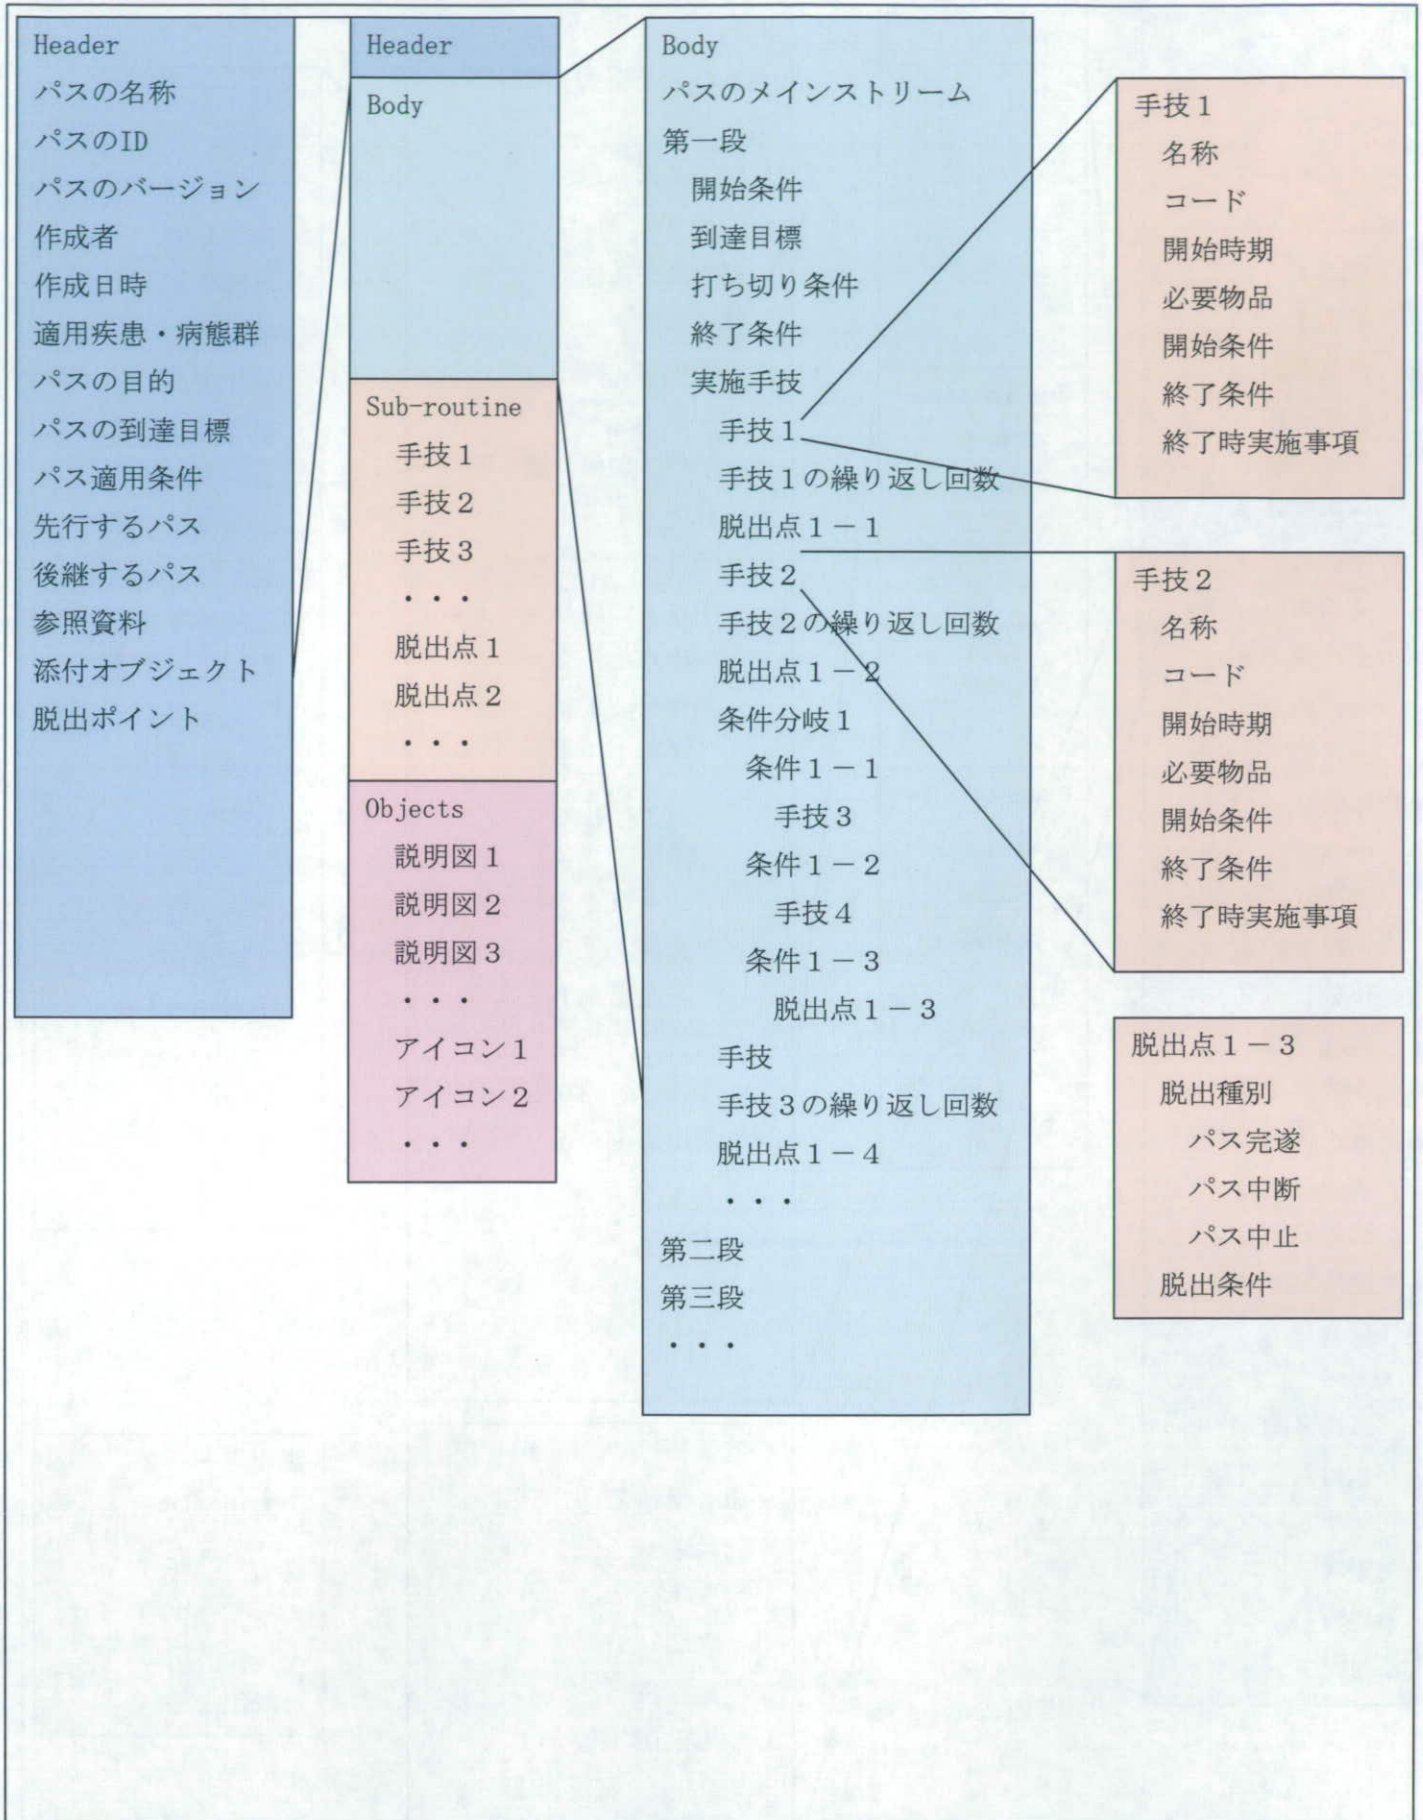 Header
パスの名称
パスのID
パスのバージョン
作成者
作成日時
適用疾患・病態群
パスの目的
パスの到達目標
パス適用条件
先行するパス
後継するパス
参照資料
添付オブジェクト
脱出ポイント
Header
Body
Sub-routine
手技１
手技２
手技３
・・・
脱出点１
脱出点２
・・・
Objects
説明図１
説明図２
説明図３
・・・
アイコン１
アイコン２
・・・
Body
パスのメインストリーム
第一段
開始条件
到達目標
打ち切り条件
終了条件
実施手技
手技１
手技１の繰り返し回数
脱出点１－１
手技２
手技２の繰り返し回数
脱出点１－２
条件分岐１
条件１－１
手技３
条件１－２
手技４
条件１－３
脱出点１－３
手技
手技３の繰り返し回数
脱出点１－４
・・・
第二段
第三段
・・・
手技１
名称
コード
開始時期
必要物品
開始条件
終了条件
終了時実施事項
手技２
名称
コード
開始時期
必要物品
開始条件
終了条件
終了時実施事項
脱出点１－３
脱出種別
パス完遂
パス中断
パス中止
脱出条件